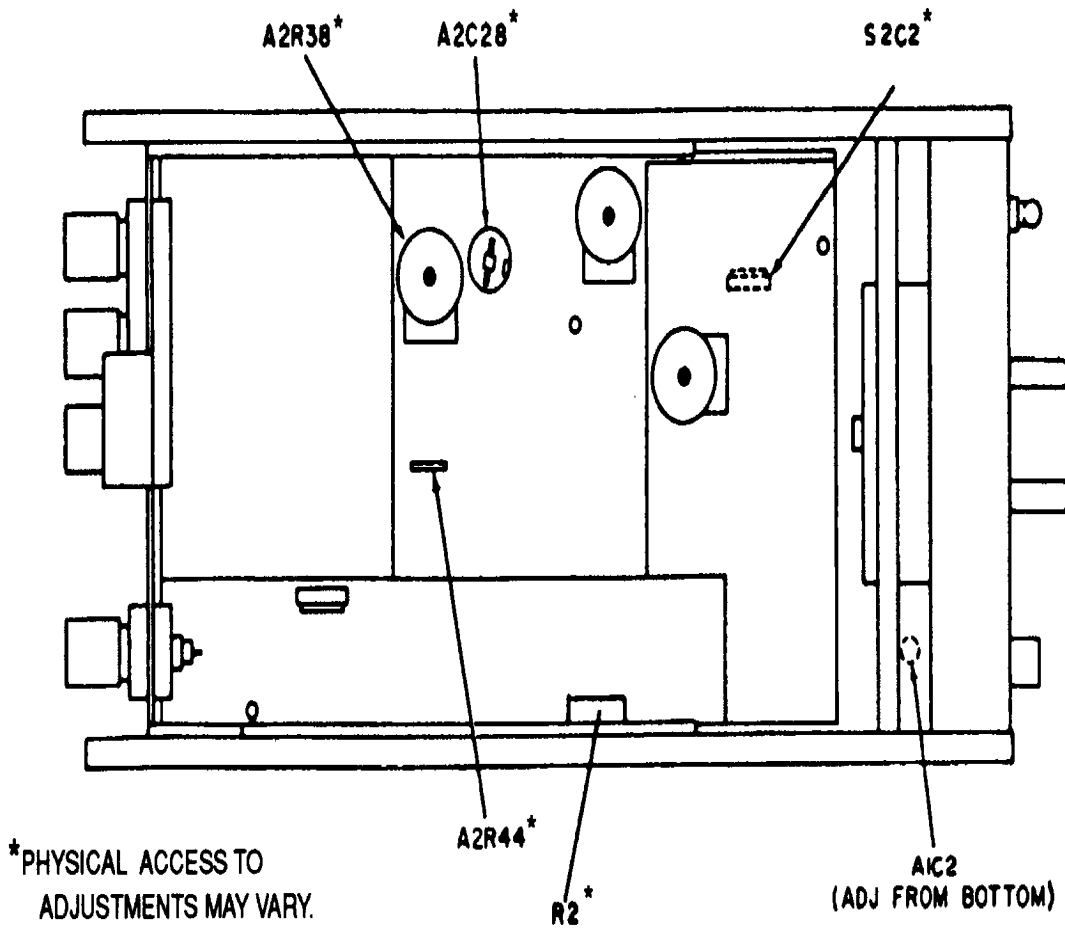 A2R38*
A2C28*
S2C2*
A2R44*
R2*
A1C2
(ADJ FROM BOTTOM)
*PHYSICAL ACCESS TO
ADJUSTMENTS MAY VARY.